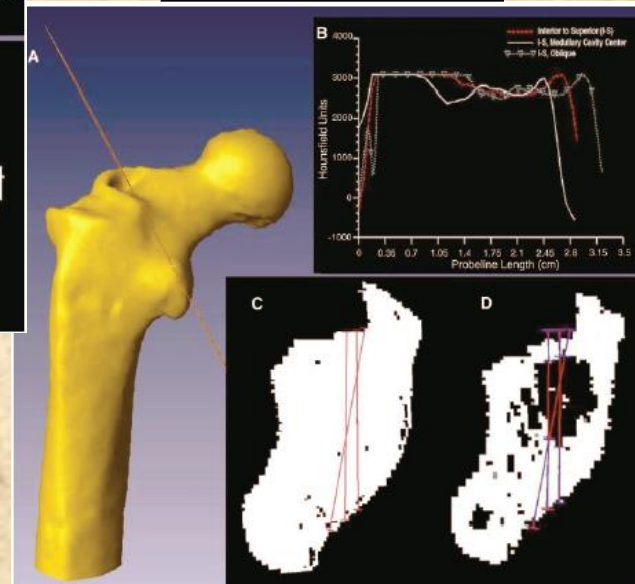 A
B
Inferior to Superior (I-S)
I-S, Medullary Cavity Center
I-S, Oblique
Hounsfield Units
4000
3000
2000
1000
0
-1000
0 0.35 0.7 1.05 1.4 1.75 2.1 2.45 2.8 3.15 3.5
Probeline Length (cm)
C
D